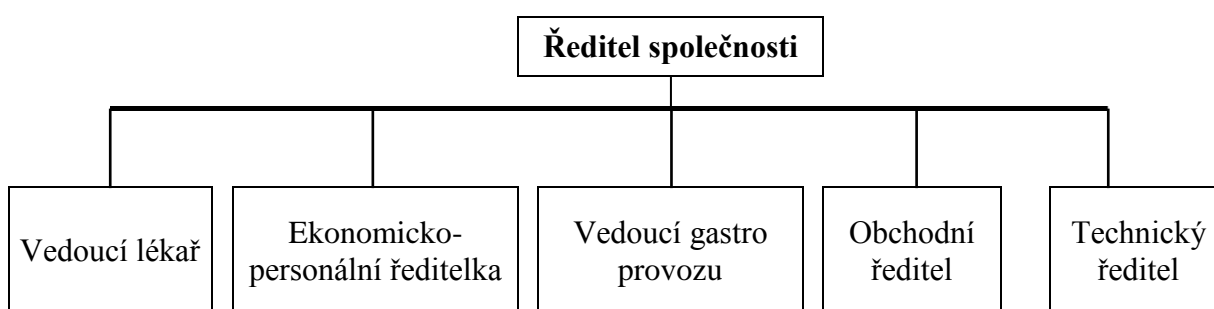 Ředitel společnosti
Vedoucí lékař
Ekonomicko-
personální ředitelka
Vedoucí gastro
provozu
Obchodní
ředitel
Technický
ředitel